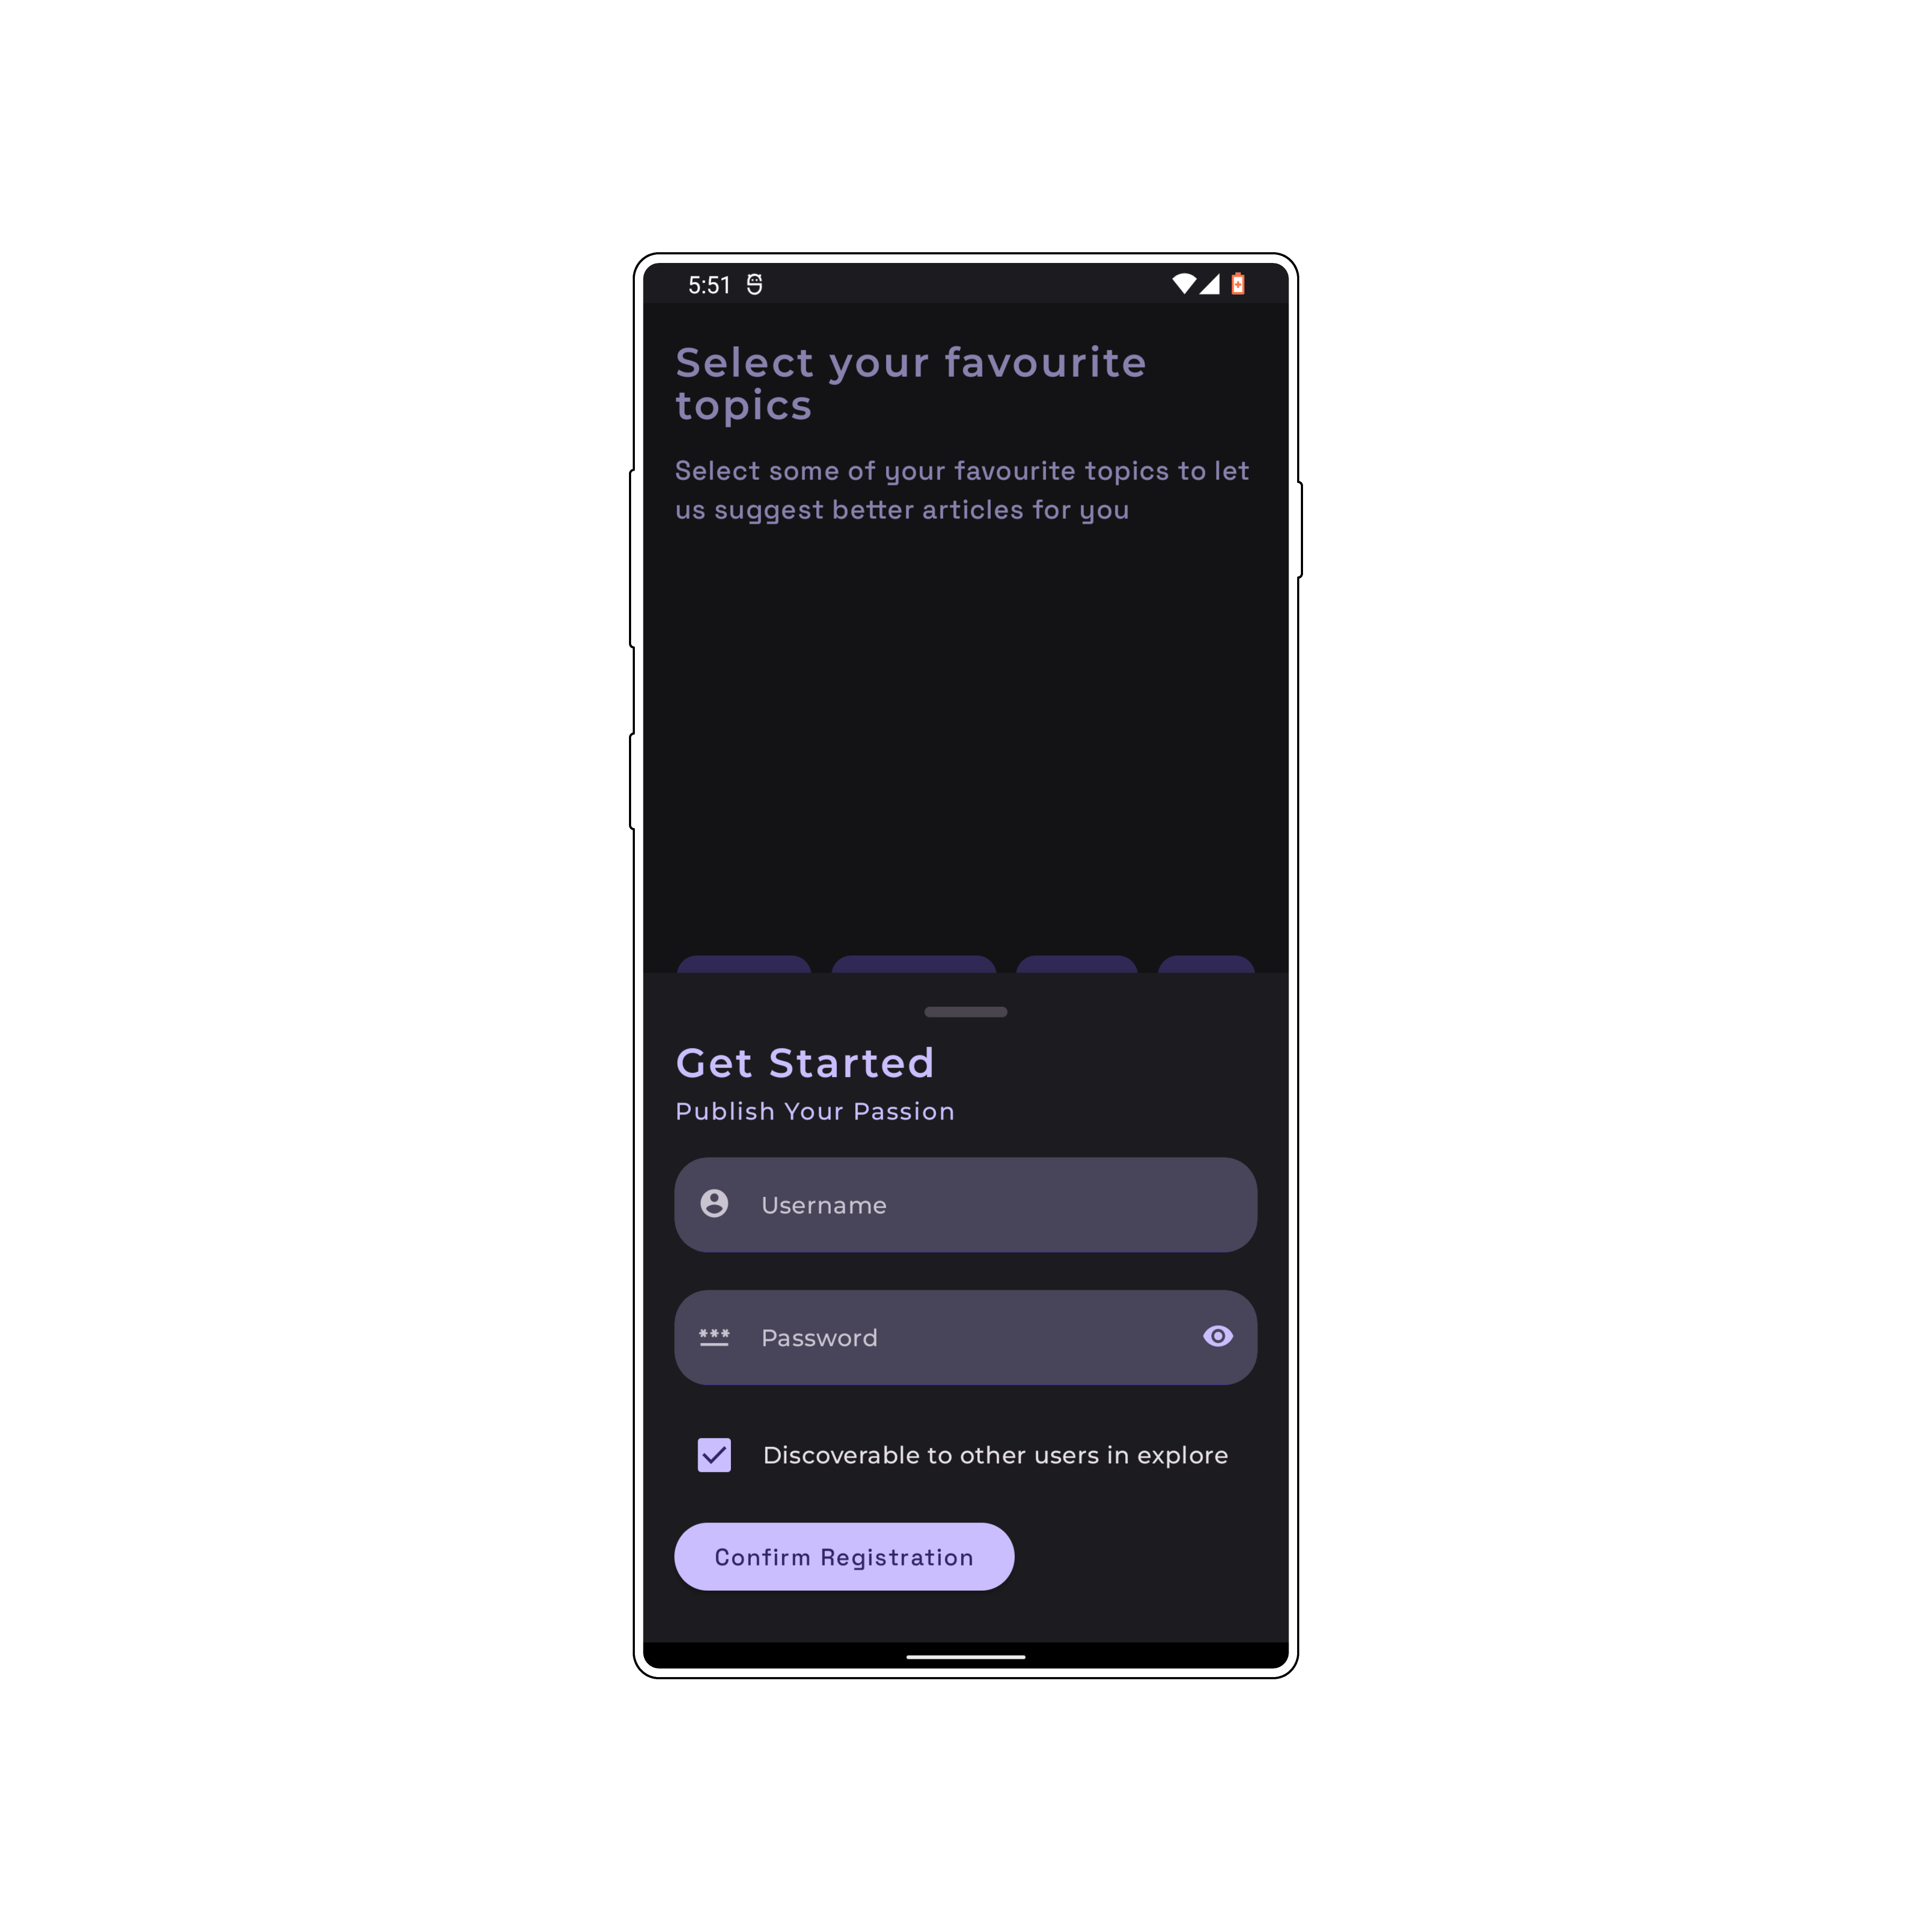 5:51
Select your favourite
topics
Select some of your favourite topics to let
us suggest better articles for you
Get Started
Publish Your Passion
Username
Password
Discoverable to other users in explore
Confirm Registration